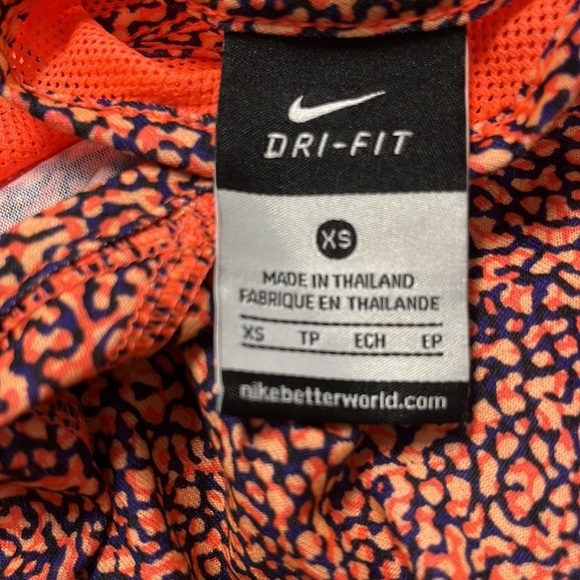 DRI-FIT
XS
MADE IN THAILAND
FABRIQUE EN THAILANDE
XS TP ECH EP
nikebetterworld.com